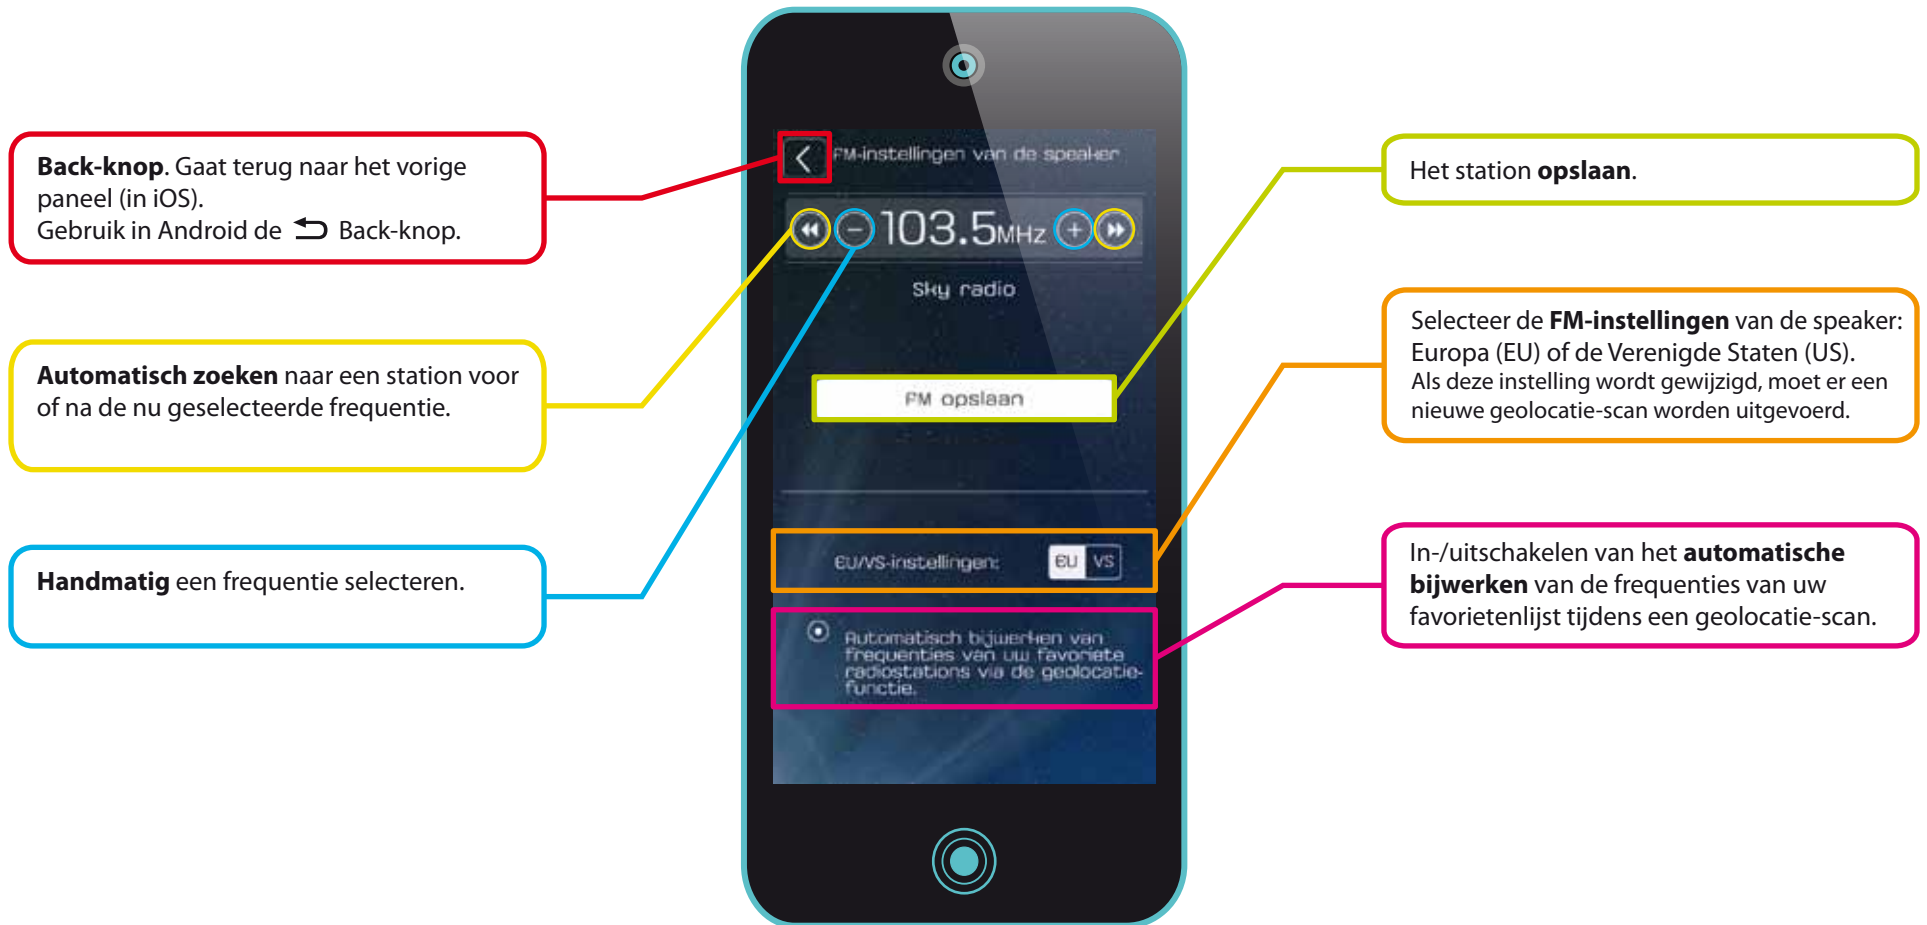 Back-knop. Gaat terug naar het vorige
paneel (in iOS).
Gebruik in Android de Back-knop.
Automatisch zoeken naar een station voor
of na de nu geselecteerde frequentie.
Handmatig een frequentie selecteren.
FM-instellingen van de speaker
103.5MHz
Sky radio
FM opslaan
EU/VS-instellingen: EU VS
Automatisch bijwerken van
frequenties van uw favoriete
radiostations via de geolocatie-
functie.
Het station opslaan.
Selecteer de FM-instellingen van de speaker:
Europa (EU) of de Verenigde Staten (US).
Als deze instelling wordt gewijzigd, moet er een
nieuwe geolocatie-scan worden uitgevoerd.
In-/uitschakelen van het automatische
bijwerken van de frequenties van uw
favorietenlijst tijdens een geolocatie-scan.